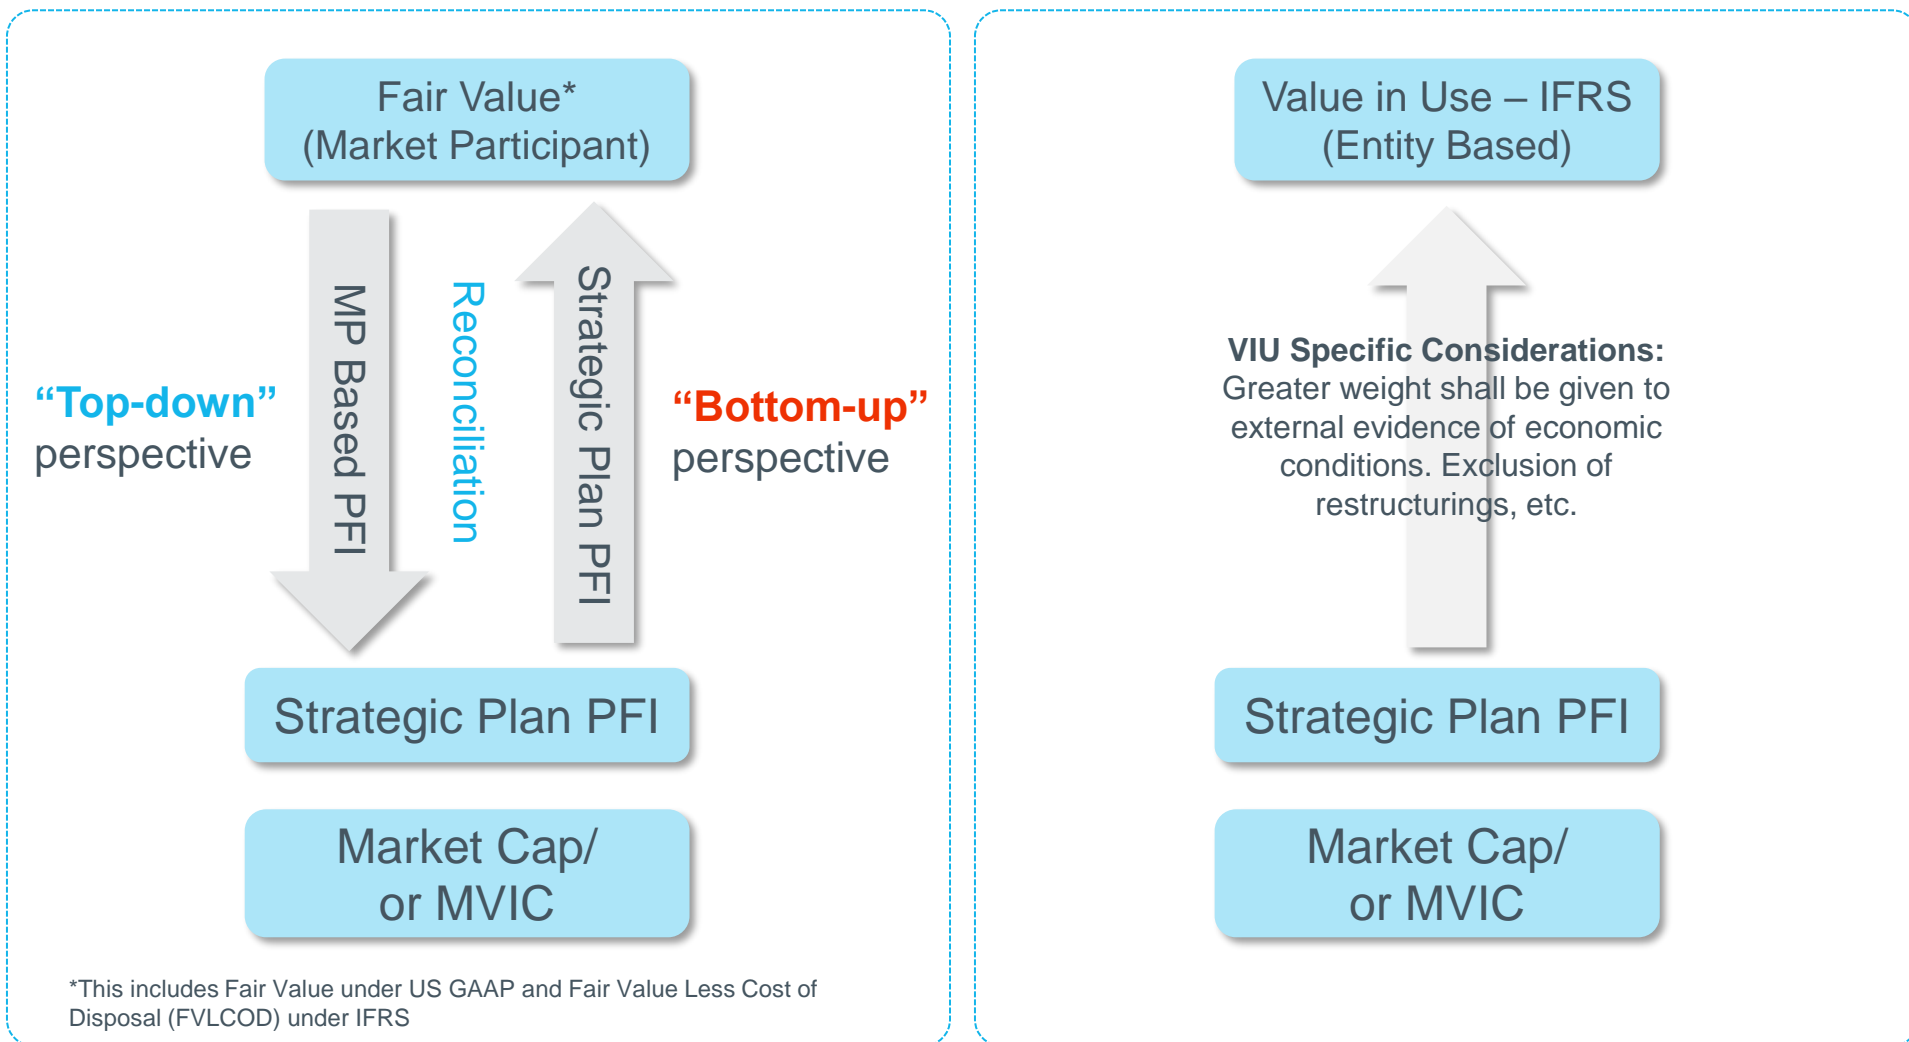 Fair Value*
(Market Participant)
MP Based PFI
Reconciliation
Strategic Plan PFI
“Top-down”
perspective
“Bottom-up”
perspective
Strategic Plan PFI
Market Cap/
or MVIC
*This includes Fair Value under US GAAP and Fair Value Less Cost of
Disposal (FVLCOD) under IFRS
Value in Use – IFRS
(Entity Based)
VIU Specific Considerations:
Greater weight shall be given to
external evidence of economic
conditions. Exclusion of
restructurings, etc.
Strategic Plan PFI
Market Cap/
or MVIC